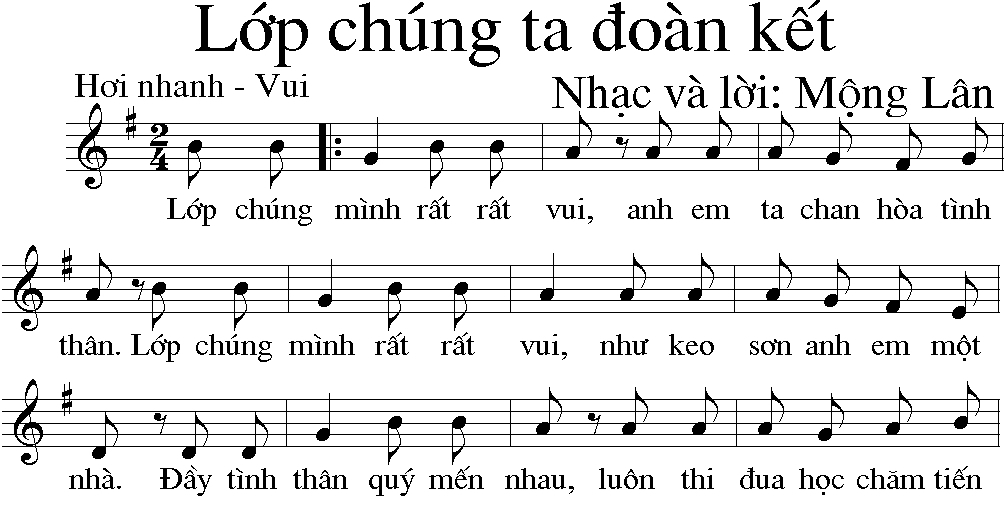 Lớp chúng ta đoàn kết
Hơi nhanh - Vui
Nhạc và lời: Mộng Lân
2
4
Lớp chúng mình rất rất vui, anh em ta chan hòa tình
thân. Lớp chúng mình rất rất vui, như keo sơn anh em một
nhà. Đầy tình thân quý mến nhau, luôn thi đua học chăm tiến